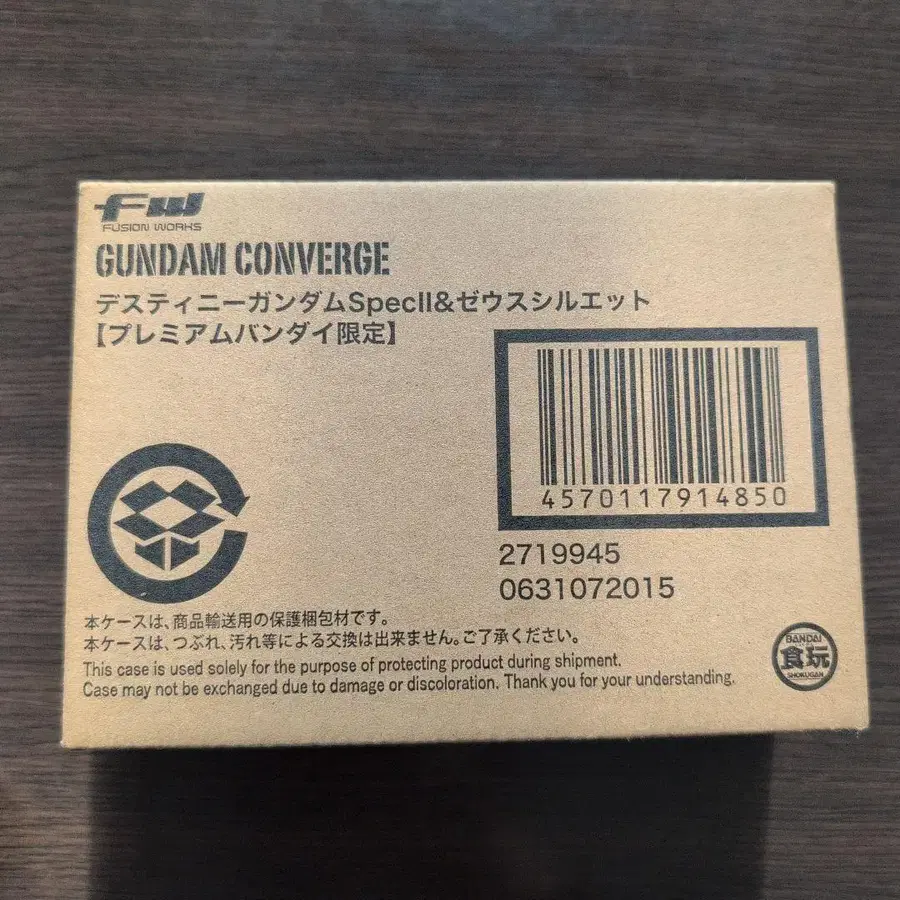 FW
FUSION WORKS
GUNDAM CONVERGE
デスティニーガンダムSpecII&ゼウスシルエット
【プレミアムバンダイ限定】
4570117914850
2719945
0631072015
本ケースは、商品輸送用の保護梱包材です。
本ケースは、つぶれ、汚れ等による交換は出来ません。ご了承ください。
This case is used solely for the purpose of protecting product during shipment.
Case may not be exchanged due to damage or discoloration. Thank you for your understanding.
BANDAI
食玩
SHOKUGAN